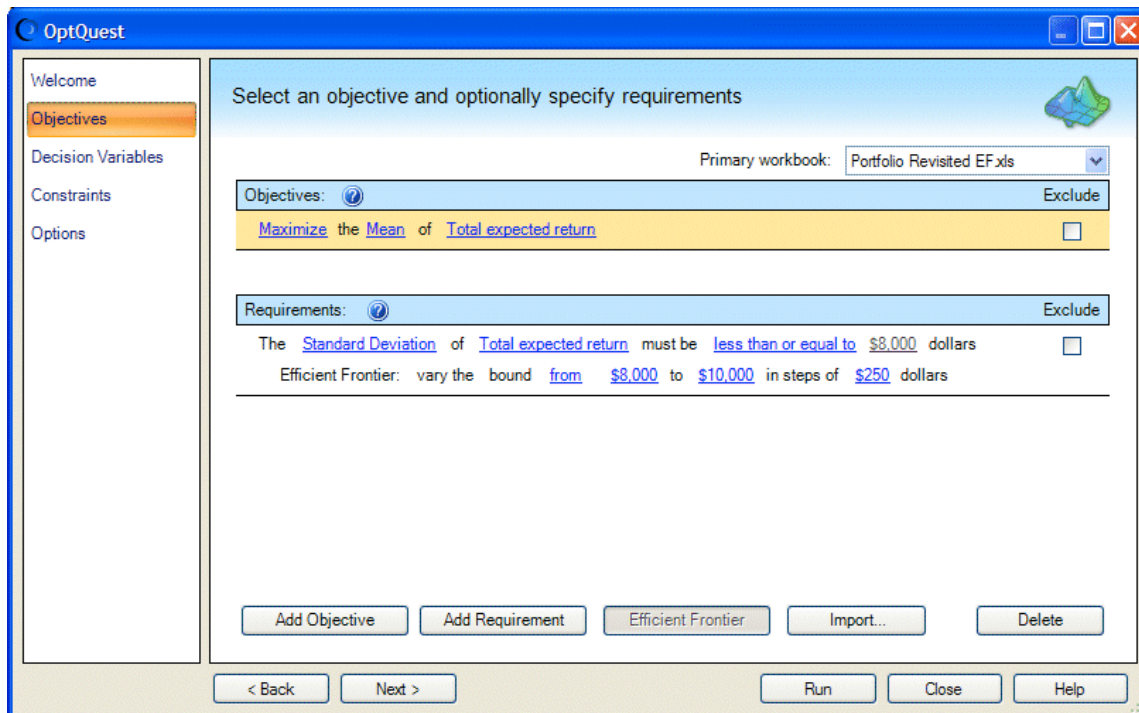 OptQuest
Welcome
Objectives
Decision Variables
Constraints
Options
Select an objective and optionally specify requirements
Primary workbook: Portfolio Revisited EF.xls
Objectives: Exclude
Maximize the Mean of Total expected return
Requirements: Exclude
The Standard Deviation of Total expected return must be less than or equal to $8,000 dollars
Efficient Frontier: vary the bound from $8,000 to $10,000 in steps of $250 dollars
Add Objective Add Requirement Efficient Frontier Import... Delete
< Back Next > Run Close Help